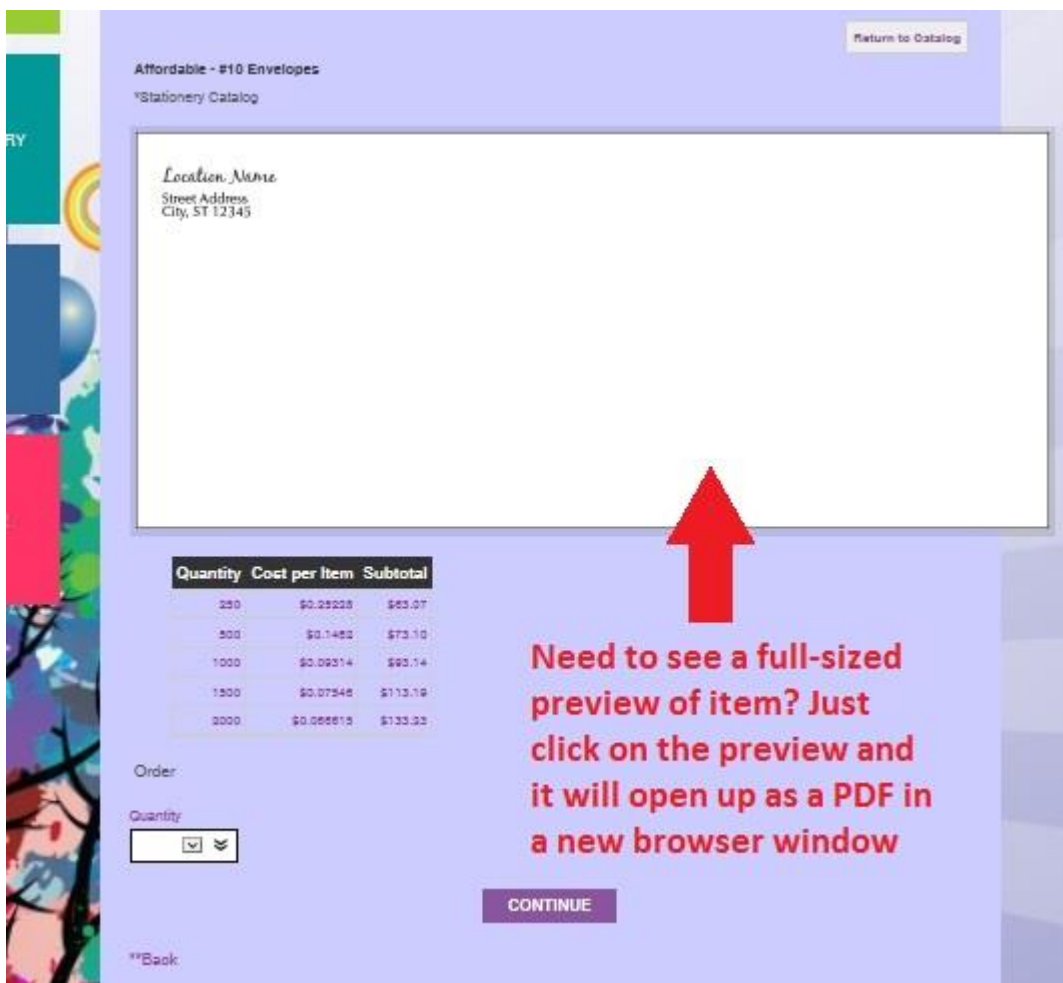 Return to Catalog
Affordable - #10 Envelopes
*Stationery Catalog
RY
Location Name
Street Address
City, ST 12345
Quantity Cost per Item Subtotal
250 $0.25228 $63.07
500 $0.1462 $73.10
1000 $0.09314 $93.14
1500 $0.07546 $113.19
2000 $0.066615 $133.23
Need to see a full-sized
preview of item? Just
click on the preview and
it will open up as a PDF in
a new browser window
Order
Quantity
CONTINUE
**Back